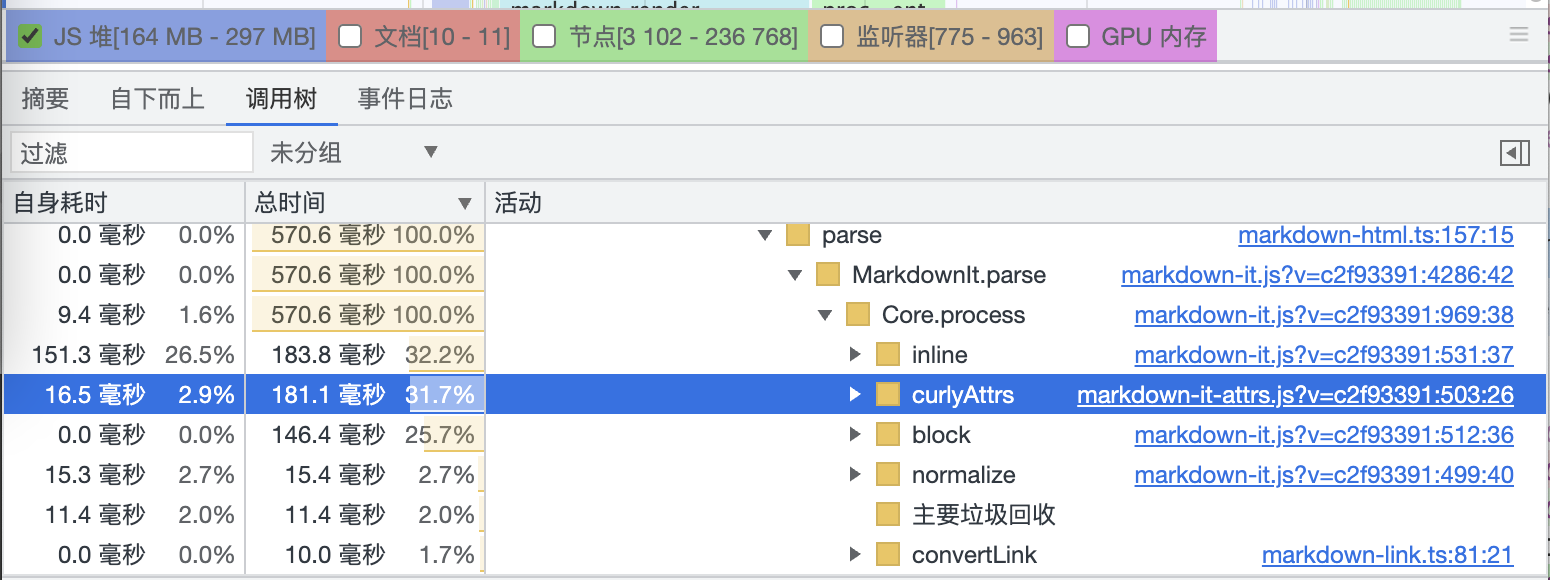 markdown-render
JS 堆[164 MB - 297 MB] 文档[10 - 11] 节点[3 102 - 236 768] 监听器[775 - 963] GPU 内存
摘要 自下而上 调用树 事件日志
过滤 未分组
自身耗时 总时间 活动
0.0 毫秒 0.0% 570.6 毫秒 100.0% parse markdown-html.ts:157:15
0.0 毫秒 0.0% 570.6 毫秒 100.0% MarkdownIt.parse markdown-it.js?v=c2f93391:4286:42
9.4 毫秒 1.6% 570.6 毫秒 100.0% Core.process markdown-it.js?v=c2f93391:969:38
151.3 毫秒 26.5% 183.8 毫秒 32.2% inline markdown-it.js?v=c2f93391:531:37
16.5 毫秒 2.9% 181.1 毫秒 31.7% curlyAttrs markdown-it-attrs.js?v=c2f93391:503:26
0.0 毫秒 0.0% 146.4 毫秒 25.7% block markdown-it.js?v=c2f93391:512:36
15.3 毫秒 2.7% 15.4 毫秒 2.7% normalize markdown-it.js?v=c2f93391:499:40
11.4 毫秒 2.0% 11.4 毫秒 2.0% 主要垃圾回收
0.0 毫秒 0.0% 10.0 毫秒 1.7% convertLink markdown-link.ts:81:21